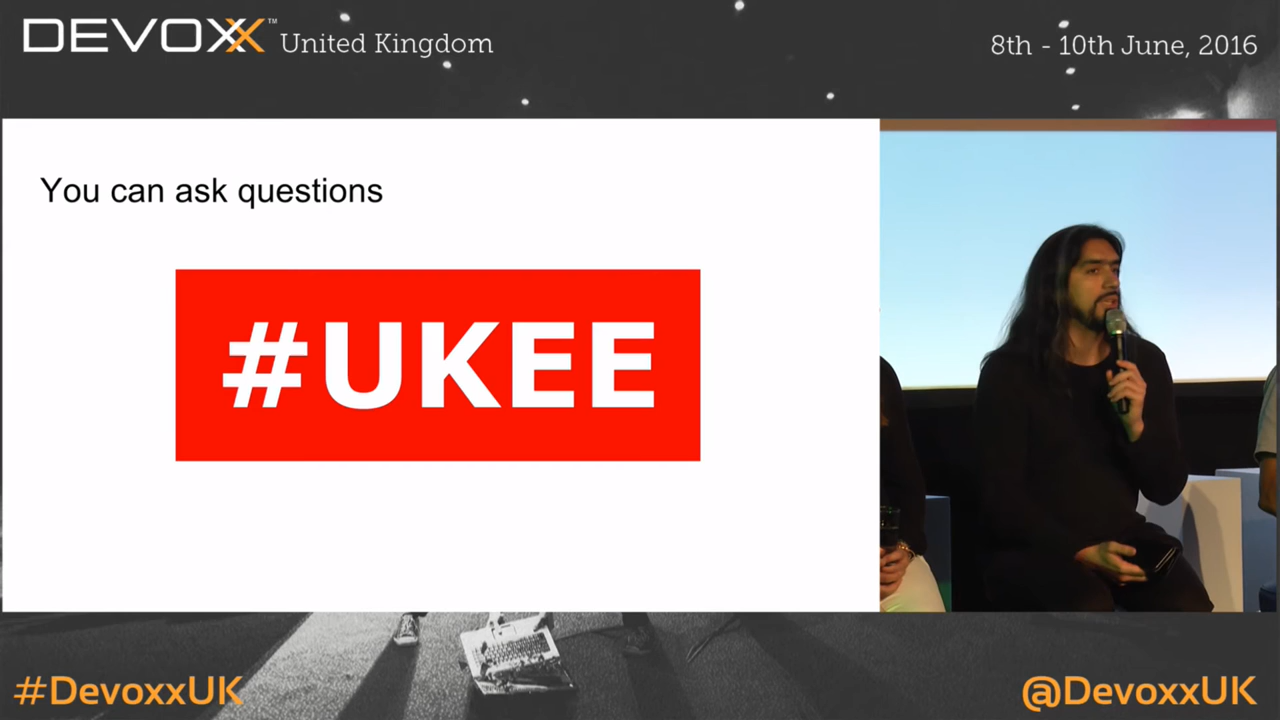 DEVOXX™ United Kingdom
8th - 10th June, 2016
You can ask questions
#UKEE
#DevoxxUK
@DevoxxUK